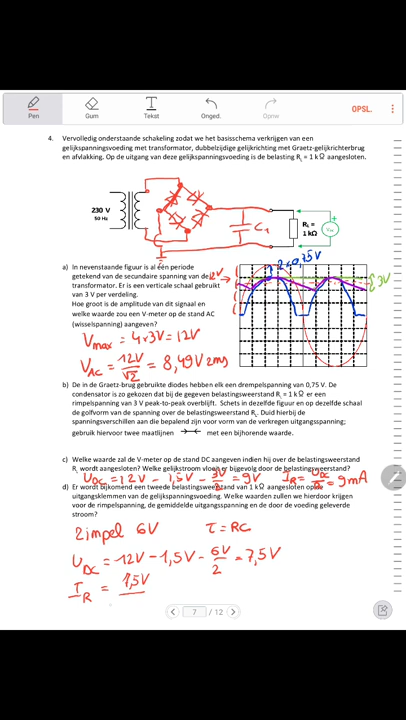 Pen
Gum
Tekst
Onged.
Opnw
OPSL.
4. Vervolledig onderstaande schakeling zodat we het basisschema verkrijgen van een
gelijkspanningsvoeding met transformator, dubbelzijdige gelijkrichting met Graetz-gelijkrichterbrug
en afvlakking. Op de uitgang van deze gelijkspanningsvoeding is de belasting RL = 1 kΩ aangesloten.
230 V
50 Hz
C1
RL =
1 kΩ
+
a) In nevenstaande figuur is al één periode
getekend van de secundaire spanning van de
transformator. Er is een verticale schaal gebruikt
van 3 V per verdeling.
Hoe groot is de amplitude van dit signaal en
welke waarde zou een V-meter op de stand AC
(wisselspanning) aangeven?
12V
2·0,75V
3V
Vmax = 4x3V = 12V
VAC = 12V/√2 = 8,49V rms
b) De in de Graetz-brug gebruikte diodes hebben elk een drempelspanning van 0,75 V. De
condensator is zo gekozen dat bij de gegeven belastingsweerstand RL = 1 kΩ er een
rimpelspanning van 3 V peak-to-peak overblijft. Schets in dezelfde figuur en op dezelfde schaal
de golfvorm van de spanning over de belastingsweerstand RL. Duid hierbij de
spanningsverschillen aan die bepalend zijn voor de vorm van de verkregen uitgangsspanning;
gebruik hiervoor twee maatlijnen met een bijhorende waarde.
c) Welke waarde zal de V-meter op de stand DC aangeven indien hij over de belastingsweerstand
RL wordt aangesloten? Welke gelijkstroom vloeit er bijgevolg door de belastingsweerstand?
UDC = 12V - 1,5V - 3V/2 = 9V IR = UDC/R = 9mA
d) Er wordt bijkomend een tweede belastingsweerstand van 1 kΩ aangesloten op de
uitgangsklemmen van de gelijkspanningsvoeding. Welke waarden zullen we hierdoor krijgen
voor de rimpelspanning, de gemiddelde uitgangsspanning en de door de voeding geleverde
stroom?
rimpel 6V τ = RC
UDC = 12V - 1,5V - 6V/2 = 7,5V
IR = 7,5V
7 / 12